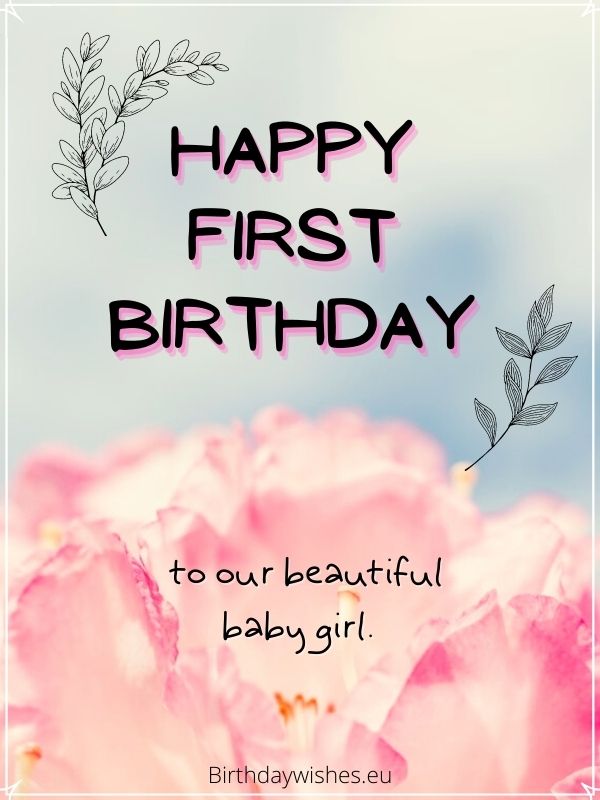 HAPPY
FIRST
BIRTHDAY
to our beautiful
baby girl.
Birthdaywishes.eu